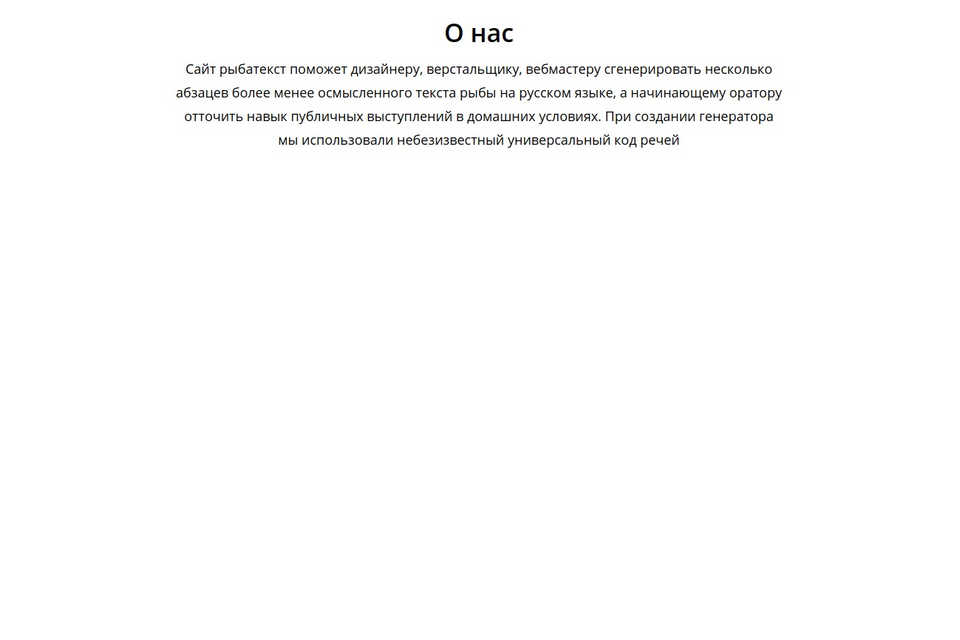 О нас
Сайт рыбатекст поможет дизайнеру, верстальщику, вебмастеру сгенерировать несколько
абзацев более менее осмысленного текста рыбы на русском языке, а начинающему оратору
отточить навык публичных выступлений в домашних условиях. При создании генератора
мы использовали небезизвестный универсальный код речей